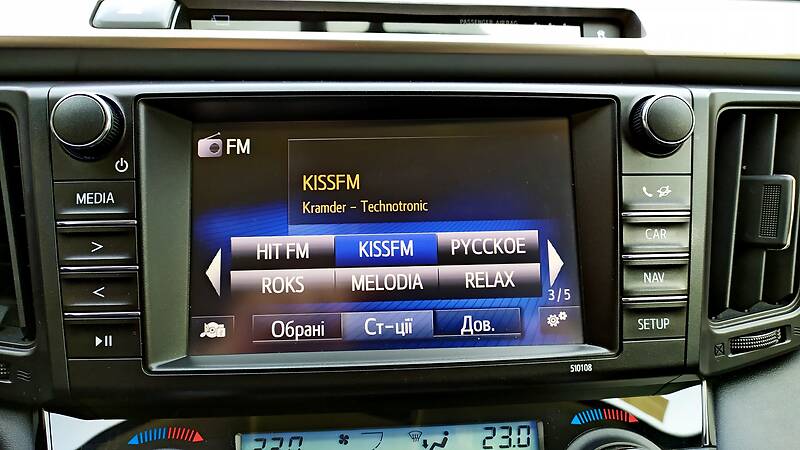 PASSENGER AIRBAG
FM
KISSFM
Kramder - Technotronic
MEDIA
CAR
NAV
SETUP
HIT FM
KISSFM
РУССКОЕ
ROKS
MELODIA
RELAX
3/5
Обрані
Ст-ції
Дов.
510108
22.0
23.0